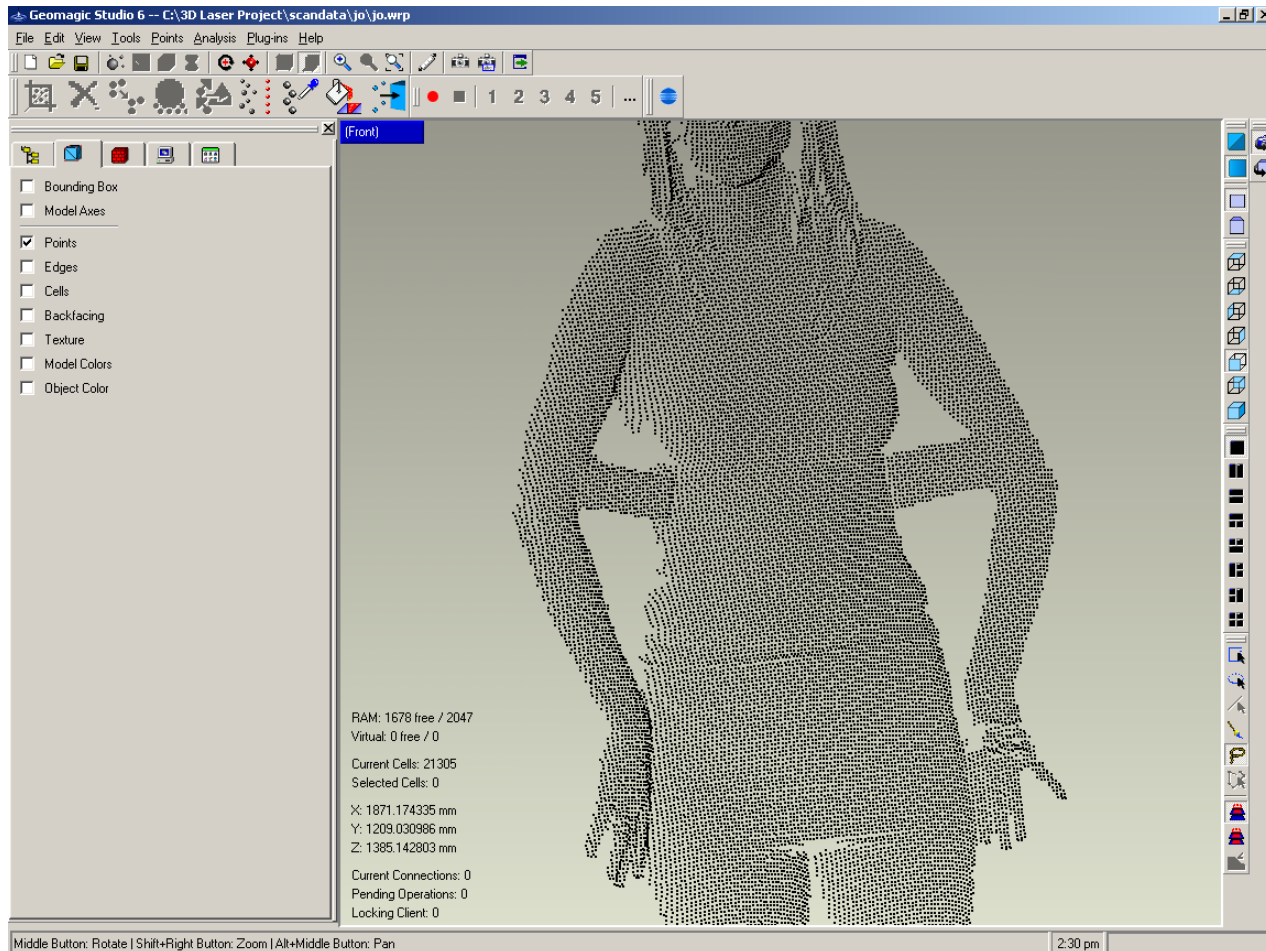 Geomagic Studio 6 -- C:\3D Laser Project\scandata\jo\jo.wrp
File Edit View Tools Points Analysis Plug-ins Help
1 2 3 4 5 ...
(Front)
Bounding Box
Model Axes
Points
Edges
Cells
Backfacing
Texture
Model Colors
Object Color
RAM: 1678 free / 2047
Virtual: 0 free / 0
Current Cells: 21305
Selected Cells: 0
X: 1871.174335 mm
Y: 1209.030986 mm
Z: 1385.142803 mm
Current Connections: 0
Pending Operations: 0
Locking Client: 0
Middle Button: Rotate | Shift+Right Button: Zoom | Alt+Middle Button: Pan
2:30 pm